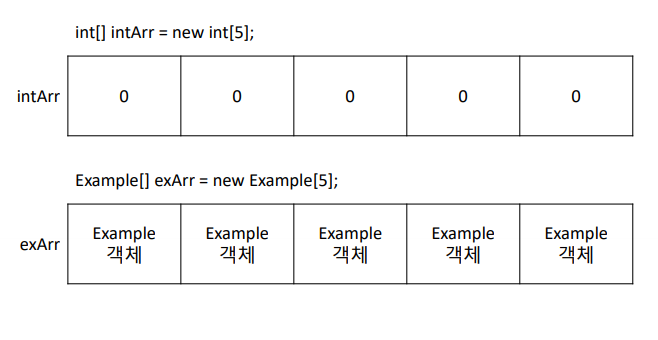 int[] intArr = new int[5];
intArr 0 0 0 0 0
Example[] exArr = new Example[5];
exArr Example 객체 Example 객체 Example 객체 Example 객체 Example 객체